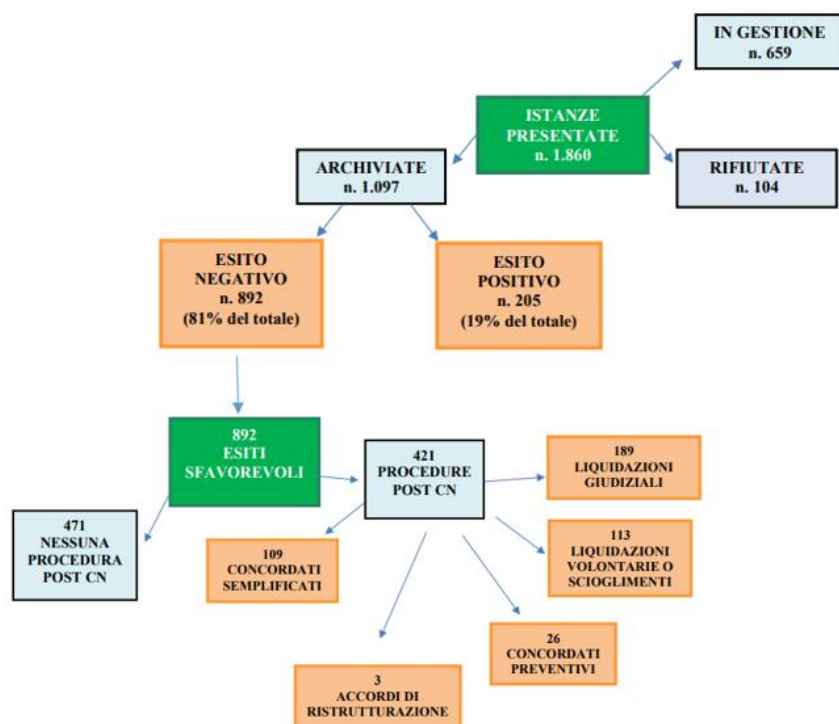 IN GESTIONE
n. 659
ISTANZE
PRESENTATE
n. 1.860
ARCHIVIATE
n. 1.097
RIFIUTATE
n. 104
ESITO
NEGATIVO
n. 892
(81% del totale)
ESITO
POSITIVO
n. 205
(19% del totale)
892
ESITI
SFAVOREVOLI
421
PROCEDURE
POST CN
189
LIQUIDAZIONI
GIUDIZIALI
471
NESSUNA
PROCEDURA
POST CN
109
CONCORDATI
SEMPLIFICATI
113
LIQUIDAZIONI
VOLONTARIE O
SCIOGLIMENTI
26
CONCORDATI
PREVENTIVI
3
ACCORDI DI
RISTRUTTURAZIONE